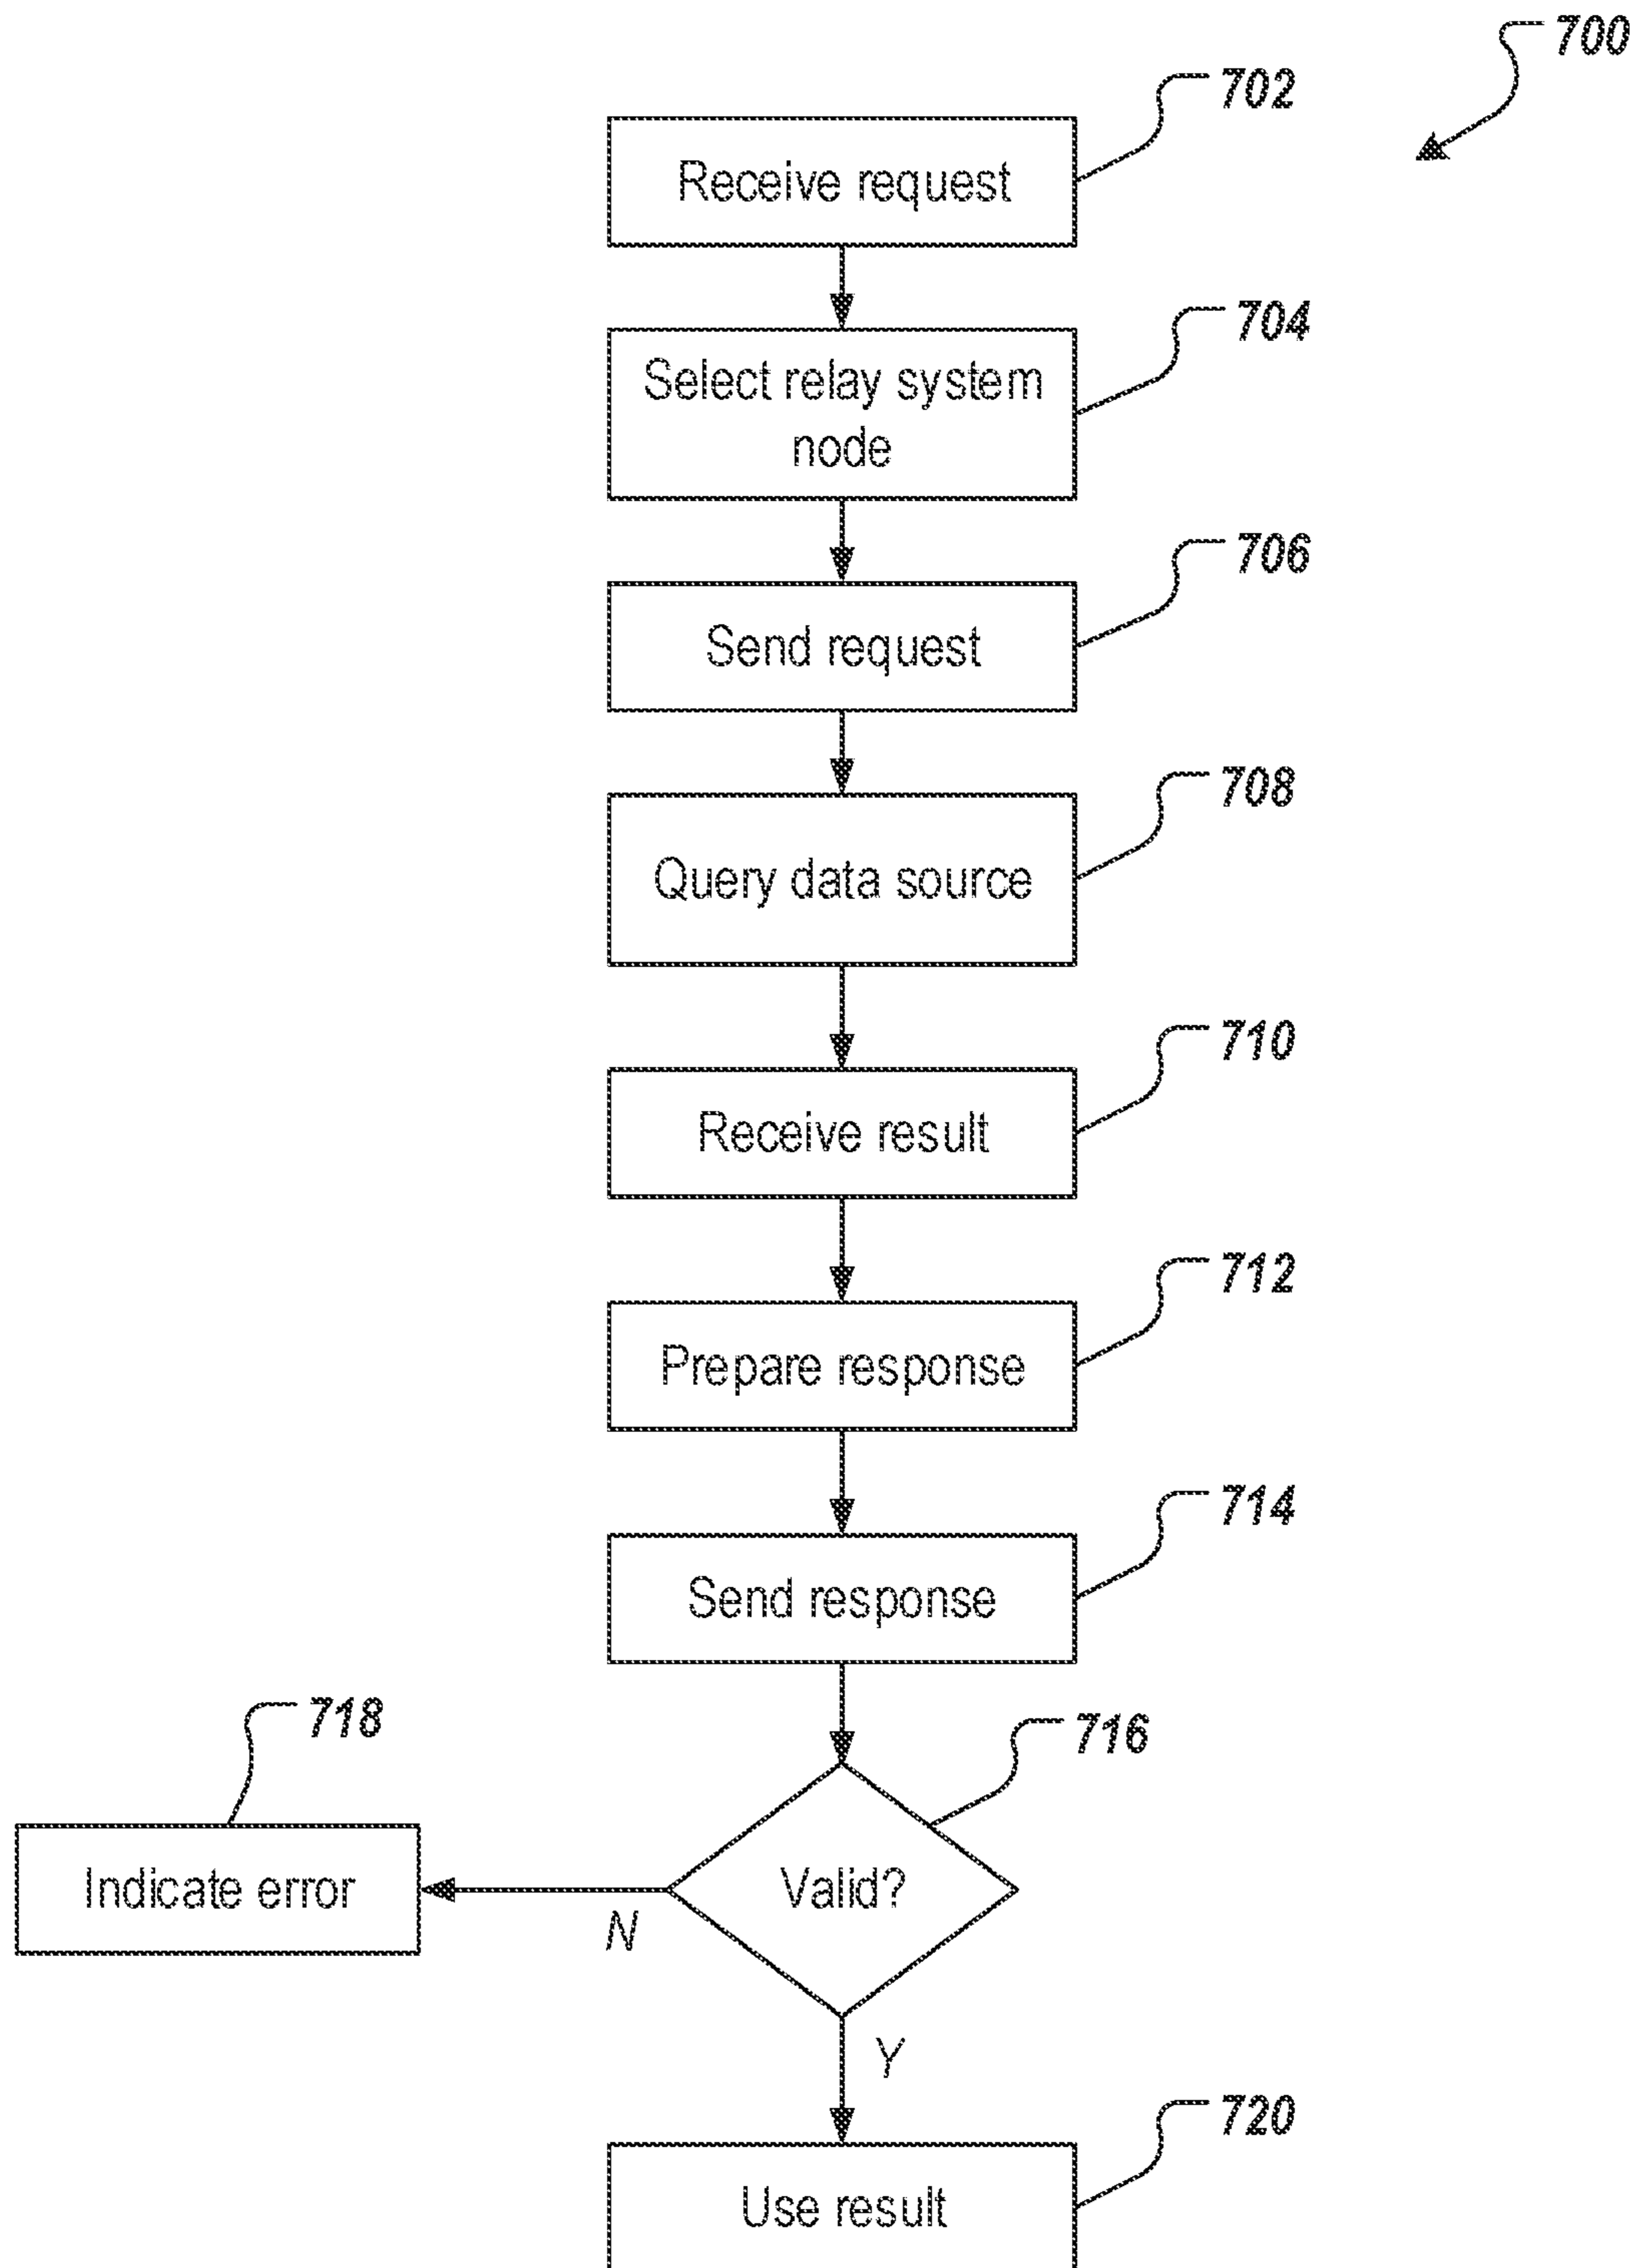 700
702
Receive request
704
Select relay system
node
706
Send request
708
Query data source
710
Receive result
712
Prepare response
714
Send response
718
716
Indicate error
Valid?
N
Y
720
Use result